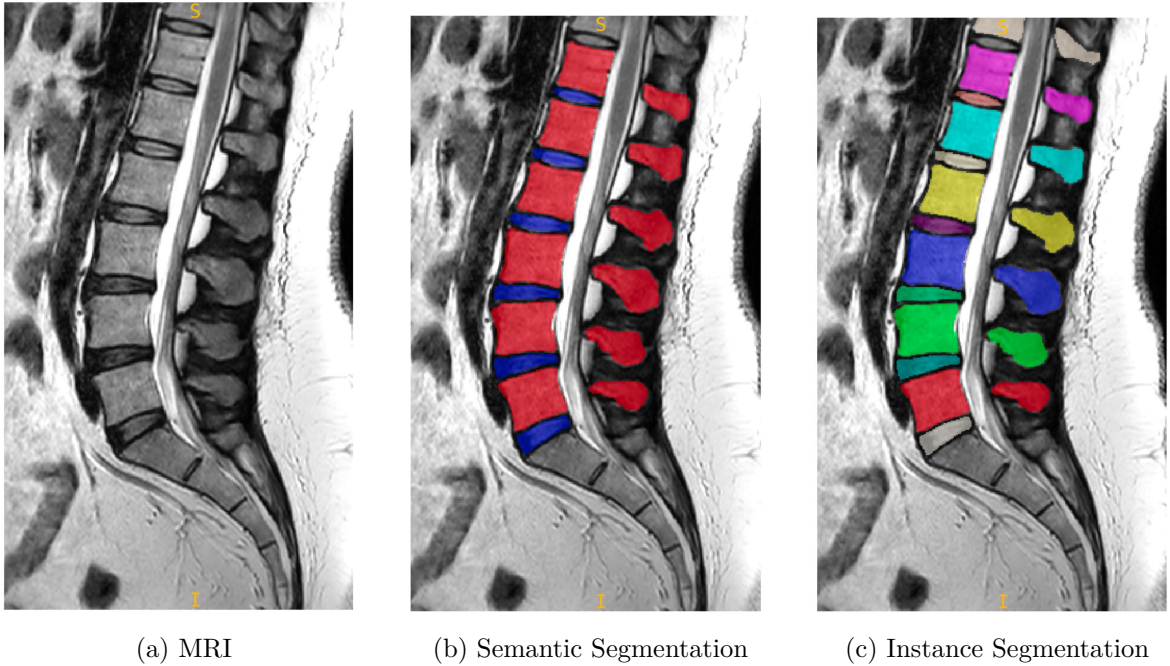 S S S
I I I
(a) MRI (b) Semantic Segmentation (c) Instance Segmentation